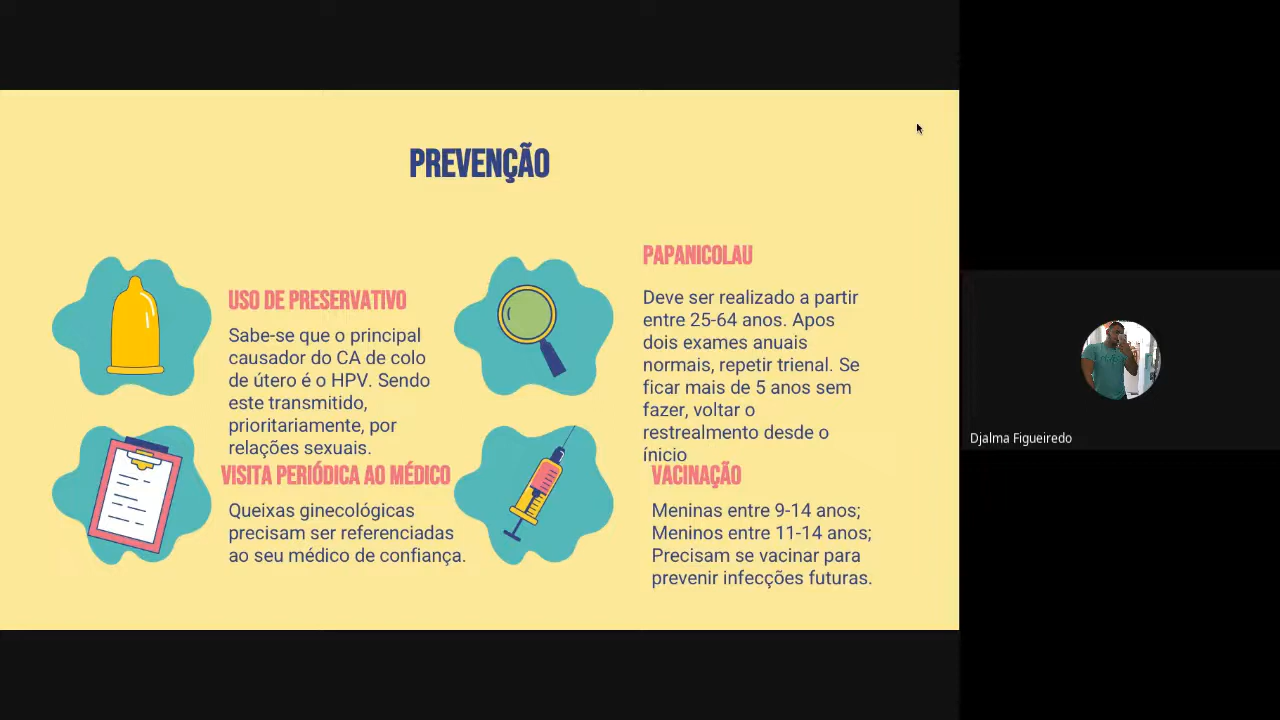 PREVENÇÃO
USO DE PRESERVATIVO
Sabe-se que o principal
causador do CA de colo
de útero é o HPV. Sendo
este transmitido,
prioritariamente, por
relações sexuais.
PAPANICOLAU
Deve ser realizado a partir
entre 25-64 anos. Apos
dois exames anuais
normais, repetir trienal. Se
ficar mais de 5 anos sem
fazer, voltar o
restrealmento desde o
ínicio
VISITA PERIÓDICA AO MÉDICO
Queixas ginecológicas
precisam ser referenciadas
ao seu médico de confiança.
VACINAÇÃO
Meninas entre 9-14 anos;
Meninos entre 11-14 anos;
Precisam se vacinar para
prevenir infecções futuras.
Djalma Figueiredo